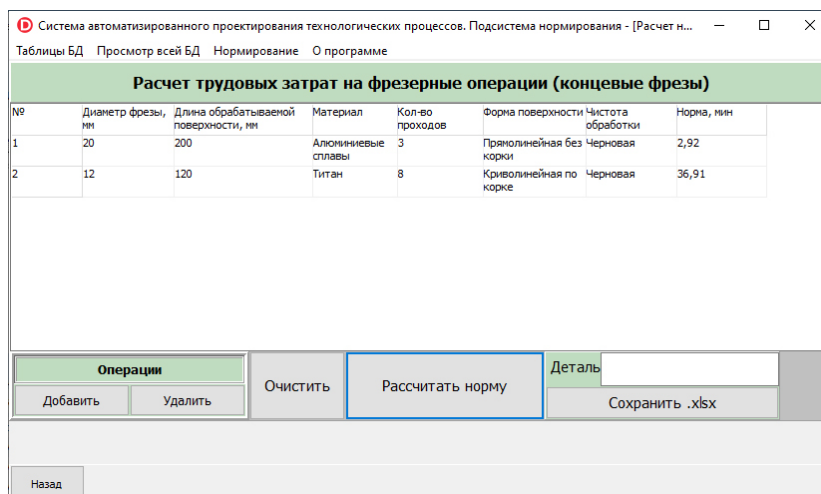 Система автоматизированного проектирования технологических процессов. Подсистема нормирования - [Расчет н...
Таблицы БД Просмотр всей БД Нормирование О программе
Расчет трудовых затрат на фрезерные операции (концевые фрезы)
№ Диаметр фрезы, мм Длина обрабатываемой поверхности, мм Материал Кол-во проходов Форма поверхности Чистота обработки Норма, мин
1 20 200 Алюминиевые сплавы 3 Прямолинейная без корки Черновая 2,92
2 12 120 Титан 8 Криволинейная по корке Черновая 36,91
Операции
Добавить Удалить
Очистить
Рассчитать норму
Деталь
Сохранить .xlsx
Назад